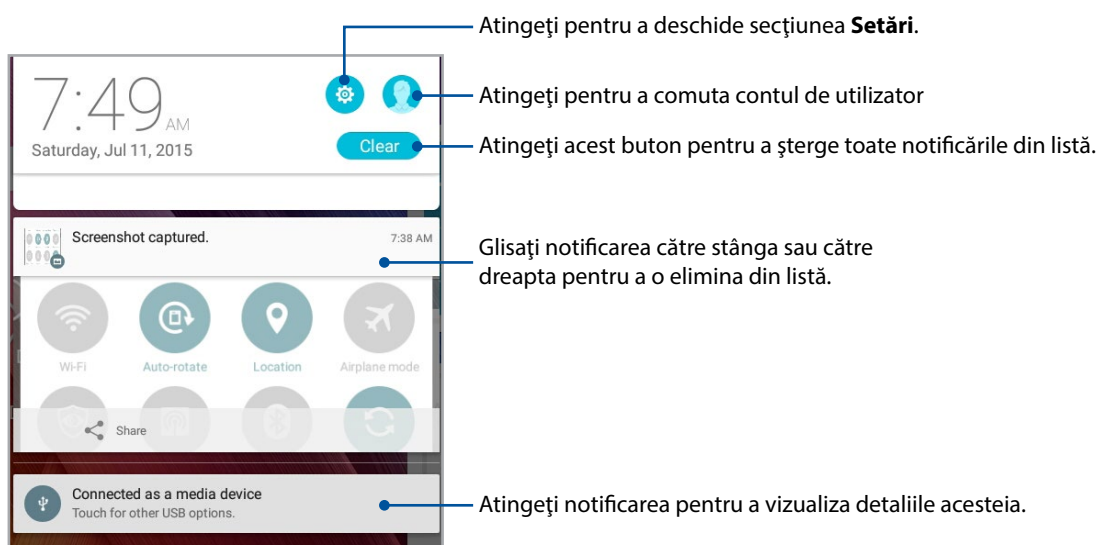 Atingeţi pentru a deschide secţiunea Setări.
7:49 AM
Atingeţi pentru a comuta contul de utilizator
Saturday, Jul 11, 2015
Clear
Atingeţi acest buton pentru a şterge toate notificările din listă.
Screenshot captured.
7:38 AM
Glisaţi notificarea către stânga sau către
dreapta pentru a o elimina din listă.
Wi-Fi
Auto-rotate
Location
Airplane mode
Share
Connected as a media device
Touch for other USB options.
Atingeţi notificarea pentru a vizualiza detaliile acesteia.